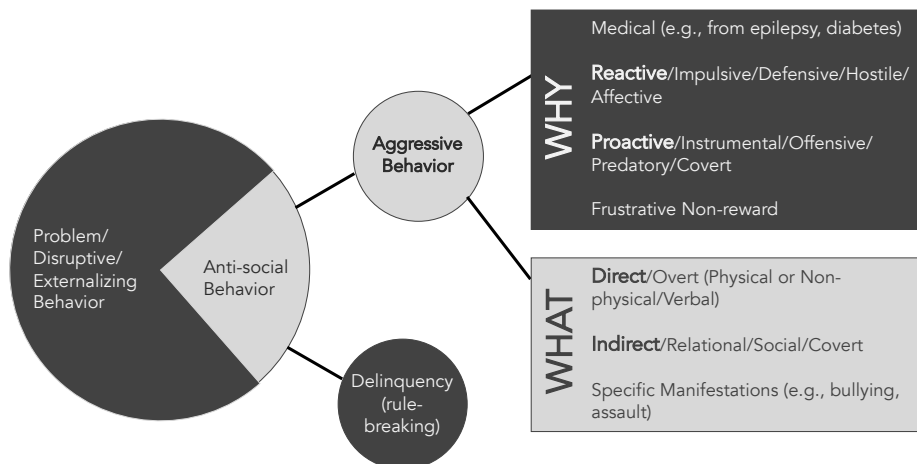 Problem/
Disruptive/
Externalizing
Behavior
Anti-social
Behavior
Aggressive
Behavior
Delinquency
(rule-
breaking)
WHY
Medical (e.g., from epilepsy, diabetes)
Reactive/Impulsive/Defensive/Hostile/
Affective
Proactive/Instrumental/Offensive/
Predatory/Covert
Frustrative Non-reward
WHAT
Direct/Overt (Physical or Non-
physical/Verbal)
Indirect/Relational/Social/Covert
Specific Manifestations (e.g., bullying,
assault)